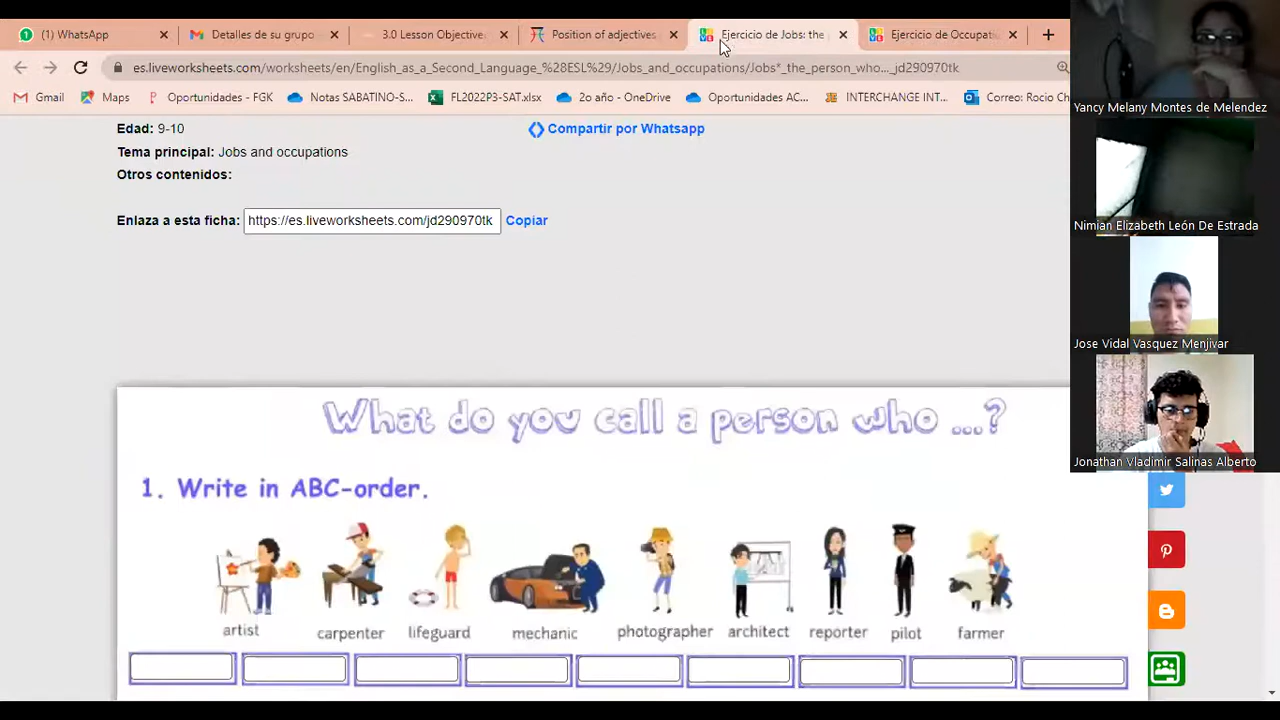 (1) WhatsApp
Detalles de su grupo
3.0 Lesson Objective
Position of adjectives,
Ejercicio de Jobs: the
Ejercicio de Occupati
es.liveworksheets.com/worksheets/en/English_as_a_Second_Language_%28ESL%29/Jobs_and_occupations/Jobs*_the_person_who..._jd290970tk
Gmail
Maps
Oportunidades - FGK
Notas SABATINO-S...
FL2022P3-SAT.xlsx
2o año - OneDrive
Oportunidades AC...
INTERCHANGE INT...
Correo: Rocio Ch
Edad: 9-10
Compartir por Whatsapp
Tema principal: Jobs and occupations
Otros contenidos:
Enlaza a esta ficha: https://es.liveworksheets.com/jd290970tk Copiar
What do you call a person who ...?
1. Write in ABC-order.
artist carpenter lifeguard mechanic photographer architect reporter pilot farmer
Yancy Melany Montes de Melendez
Nimian Elizabeth León De Estrada
Jose Vidal Vasquez Menjivar
Jonathan Vladimir Salinas Alberto